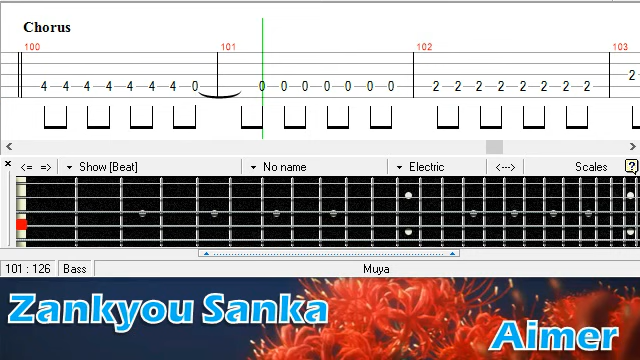 Chorus
100 101 102 103
4 4 4 4 4 4 4 0 0 0 0 0 0 0 0 2 2 2 2 2 2 2 2 2
× <= => ▾ Show [Beat] ▾ No name ▾ Electric <---> Scales ?
101 : 126 Bass Muya
Zankyou Sanka
Aimer